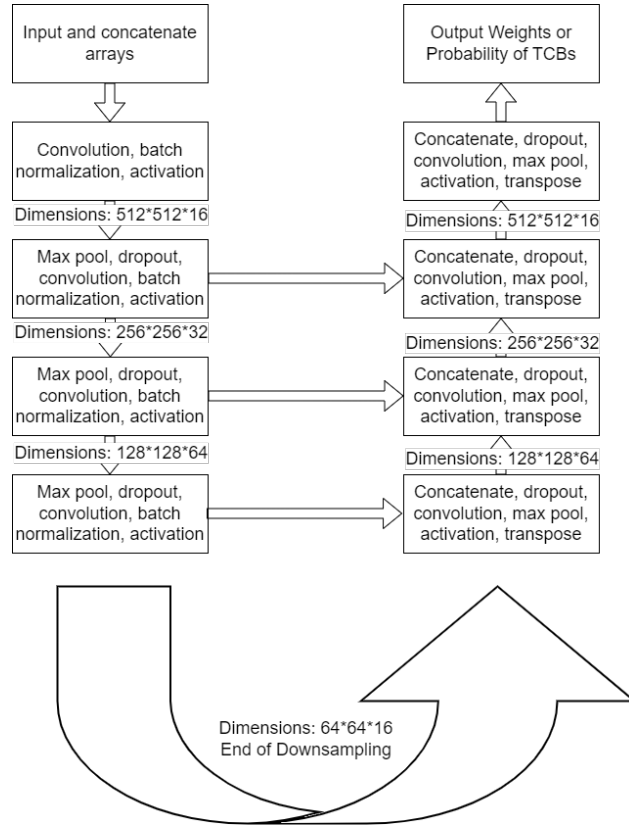 Input and concatenate
arrays
Convolution, batch
normalization, activation
Dimensions: 512*512*16
Max pool, dropout,
convolution, batch
normalization, activation
Dimensions: 256*256*32
Max pool, dropout,
convolution, batch
normalization, activation
Dimensions: 128*128*64
Max pool, dropout,
convolution, batch
normalization, activation
Dimensions: 64*64*16
End of Downsampling
Output Weights or
Probability of TCBs
Concatenate, dropout,
convolution, max pool,
activation, transpose
Dimensions: 512*512*16
Concatenate, dropout,
convolution, max pool,
activation, transpose
Dimensions: 256*256*32
Concatenate, dropout,
convolution, max pool,
activation, transpose
Dimensions: 128*128*64
Concatenate, dropout,
convolution, max pool,
activation, transpose